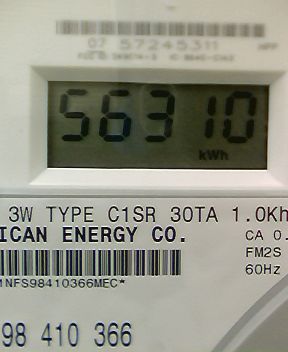 07 57245311
56310
kWh
3W TYPE C1SR 30TA 1.0Kh
ICAN ENERGY CO.
CA 0.
FM2S
60Hz
NFS98410366MEC*
98 410 366